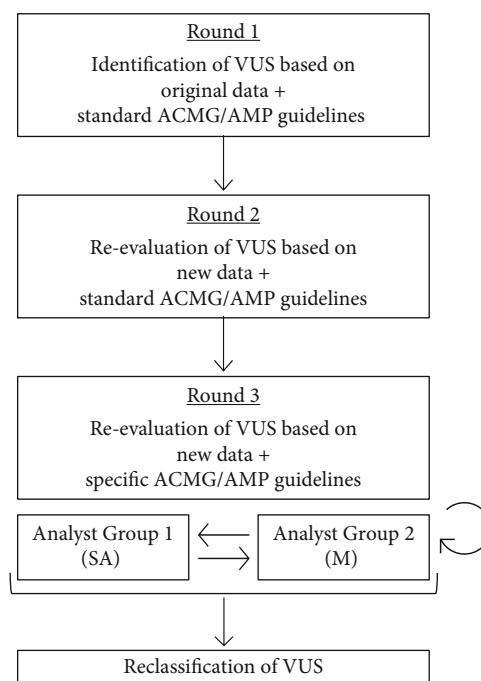 Round 1
Identification of VUS based on
original data +
standard ACMG/AMP guidelines
Round 2
Re-evaluation of VUS based on
new data +
standard ACMG/AMP guidelines
Round 3
Re-evaluation of VUS based on
new data +
specific ACMG/AMP guidelines
Analyst Group 1
(SA)
Analyst Group 2
(M)
Reclassification of VUS